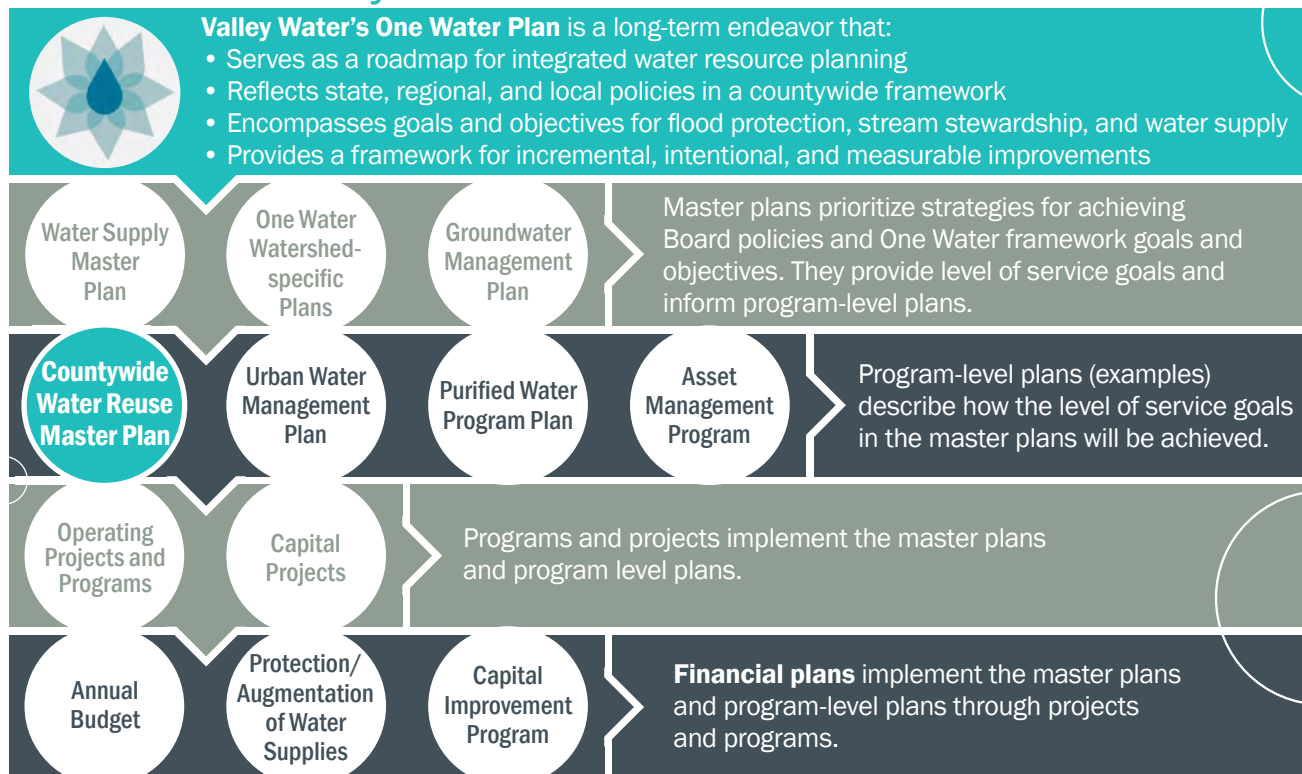 Valley Water's One Water Plan is a long-term endeavor that:
• Serves as a roadmap for integrated water resource planning
• Reflects state, regional, and local policies in a countywide framework
• Encompasses goals and objectives for flood protection, stream stewardship, and water supply
• Provides a framework for incremental, intentional, and measurable improvements
Water Supply
Master
Plan
One Water
Watershed-
specific
Plans
Groundwater
Management
Plan
Master plans prioritize strategies for achieving
Board policies and One Water framework goals and
objectives. They provide level of service goals and
inform program-level plans.
Countywide
Water Reuse
Master Plan
Urban Water
Management
Plan
Purified Water
Program Plan
Asset
Management
Program
Program-level plans (examples)
describe how the level of service goals
in the master plans will be achieved.
Operating
Projects and
Programs
Capital
Projects
Programs and projects implement the master plans
and program level plans.
Annual
Budget
Protection/
Augmentation
of Water
Supplies
Capital
Improvement
Program
Financial plans implement the master plans
and program-level plans through projects
and programs.